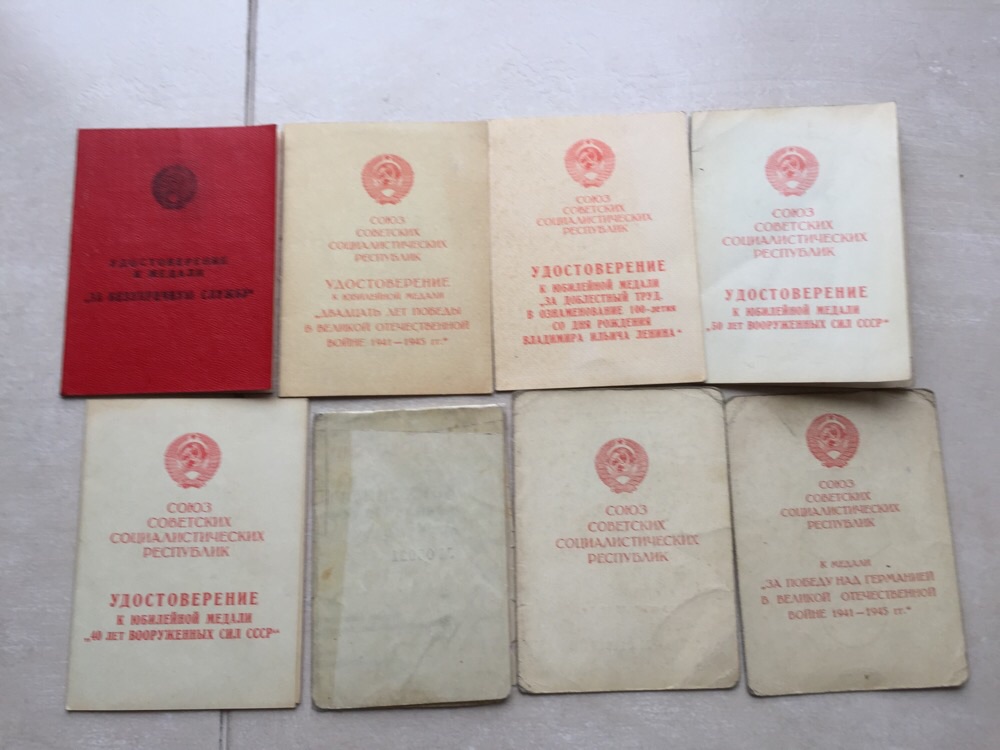 УДОСТОВЕРЕНИЕ
К МЕДАЛИ
„ЗА БЕЗУПРЕЧНУЮ СЛУЖБУ“
СОЮЗ
СОВЕТСКИХ
СОЦИАЛИСТИЧЕСКИХ
РЕСПУБЛИК
УДОСТОВЕРЕНИЕ
К ЮБИЛЕЙНОЙ МЕДАЛИ
„ДВАДЦАТЬ ЛЕТ ПОБЕДЫ
В ВЕЛИКОЙ ОТЕЧЕСТВЕННОЙ
ВОЙНЕ 1941—1945 гг.“
СОЮЗ
СОВЕТСКИХ
СОЦИАЛИСТИЧЕСКИХ
РЕСПУБЛИК
УДОСТОВЕРЕНИЕ
К ЮБИЛЕЙНОЙ МЕДАЛИ
„ЗА ДОБЛЕСТНЫЙ ТРУД.
В ОЗНАМЕНОВАНИЕ 100-летия
СО ДНЯ РОЖДЕНИЯ
ВЛАДИМИРА ИЛЬИЧА ЛЕНИНА“
СОЮЗ
СОВЕТСКИХ
СОЦИАЛИСТИЧЕСКИХ
РЕСПУБЛИК
УДОСТОВЕРЕНИЕ
К ЮБИЛЕЙНОЙ МЕДАЛИ
„50 ЛЕТ ВООРУЖЕННЫХ СИЛ СССР“
СОЮЗ
СОВЕТСКИХ
СОЦИАЛИСТИЧЕСКИХ
РЕСПУБЛИК
УДОСТОВЕРЕНИЕ
К ЮБИЛЕЙНОЙ МЕДАЛИ
„40 ЛЕТ ВООРУЖЕННЫХ СИЛ СССР“
СОЮЗ
СОВЕТСКИХ
СОЦИАЛИСТИЧЕСКИХ
РЕСПУБЛИК
СОЮЗ
СОВЕТСКИХ
СОЦИАЛИСТИЧЕСКИХ
РЕСПУБЛИК
К МЕДАЛИ
„ЗА ПОБЕДУ НАД ГЕРМАНИЕЙ
В ВЕЛИКОЙ ОТЕЧЕСТВЕННОЙ
ВОЙНЕ 1941—1945 гг.“